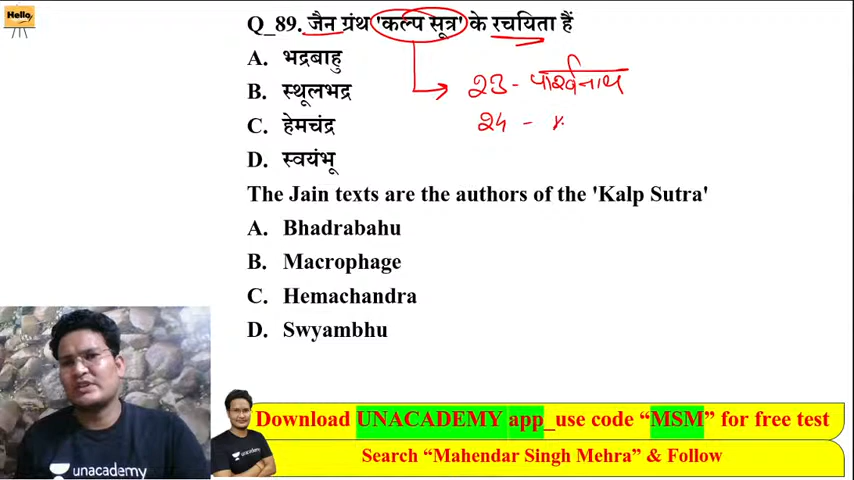 Hello
Q_89. जैन ग्रंथ 'कल्प सूत्र' के रचयिता हैं
A. भद्रबाहु
B. स्थूलभद्र
C. हेमचंद्र
D. स्वयंभू
23 - पार्श्वनाथ
24 -
The Jain texts are the authors of the 'Kalp Sutra'
A. Bhadrabahu
B. Macrophage
C. Hemachandra
D. Swyambhu
unacademy
Download UNACADEMY app_use code “MSM” for free test
Search “Mahendar Singh Mehra” & Follow